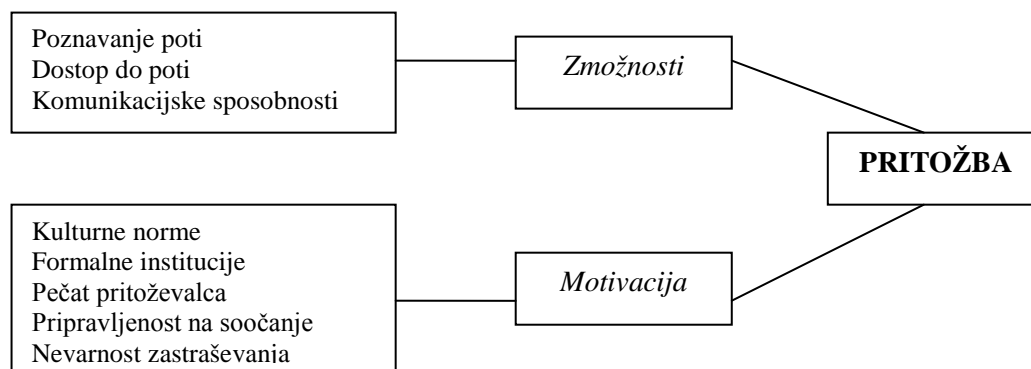 Poznavanje poti
Dostop do poti
Komunikacijske sposobnosti
Zmožnosti
PRITOŽBA
Kulturne norme
Formalne institucije
Pečat pritoževalca
Pripravljenost na soočanje
Nevarnost zastraševanja
Motivacija